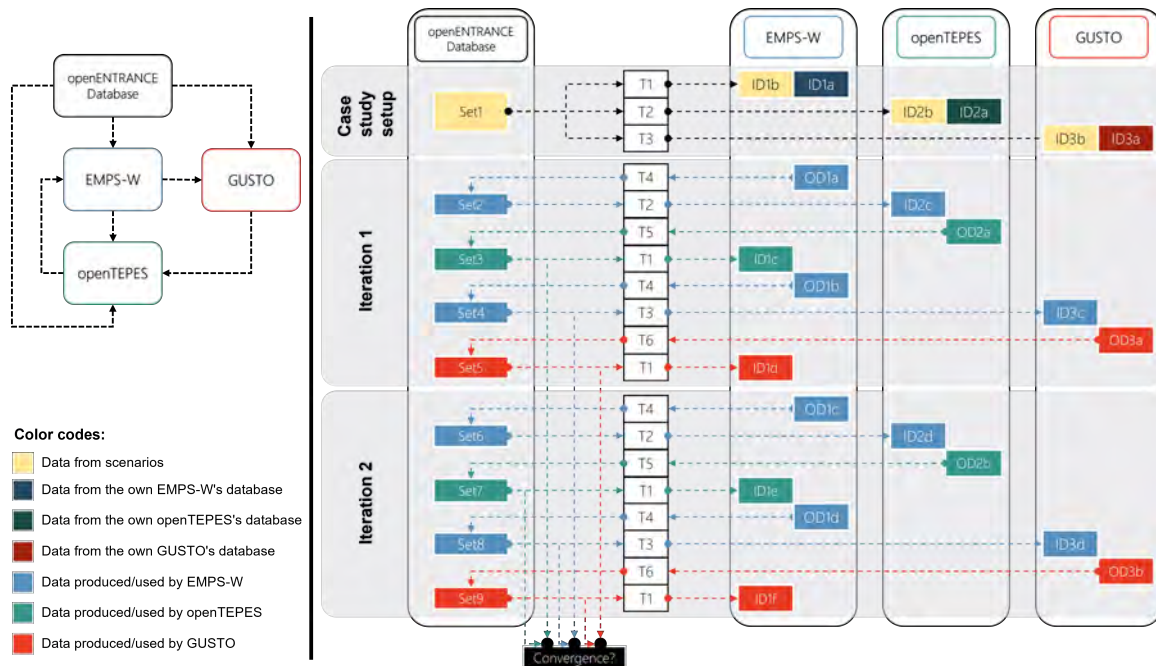 openENTRANCE
Database
EMPS-W
GUSTO
openTEPES
Color codes:
Data from scenarios
Data from the own EMPS-W's database
Data from the own openTEPES's database
Data from the own GUSTO's database
Data produced/used by EMPS-W
Data produced/used by openTEPES
Data produced/used by GUSTO
openENTRANCE
Database
EMPS-W
openTEPES
GUSTO
Case
study
setup
Set1
T1
ID1b
ID1a
T2
ID2b
ID2a
T3
ID3b
ID3a
Iteration 1
T4
OD1a
Set2
T2
ID2c
T5
OD2a
Set3
T1
ID1c
T4
OD1b
Set4
T3
ID3c
T6
OD3a
Set5
T1
ID1d
Iteration 2
T4
OD1c
Set6
T2
ID2d
T5
OD2b
Set7
T1
ID1e
T4
OD1d
Set8
T3
ID3d
T6
OD3b
Set9
T1
ID1f
Convergence?